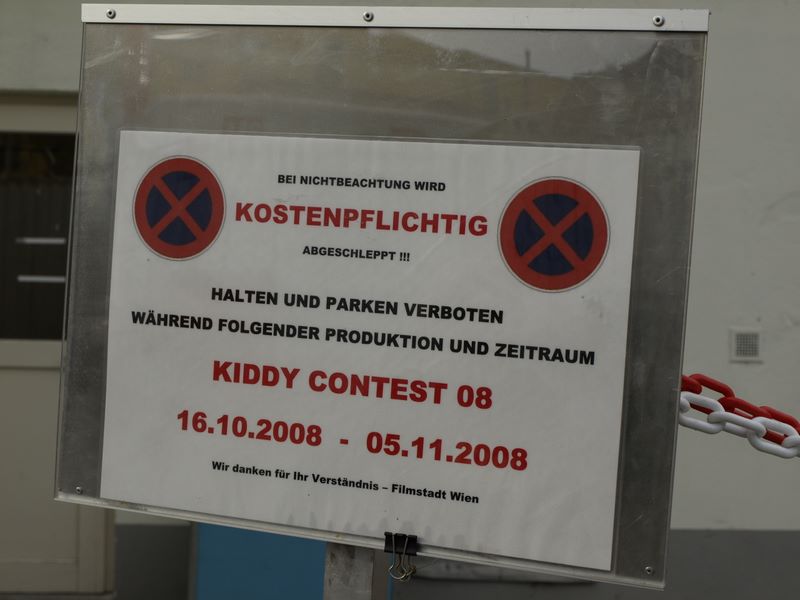 BEI NICHTBEACHTUNG WIRD
KOSTENPFLICHTIG
ABGESCHLEPPT !!!
HALTEN UND PARKEN VERBOTEN
WÄHREND FOLGENDER PRODUKTION UND ZEITRAUM
KIDDY CONTEST 08
16.10.2008 - 05.11.2008
Wir danken für Ihr Verständnis – Filmstadt Wien